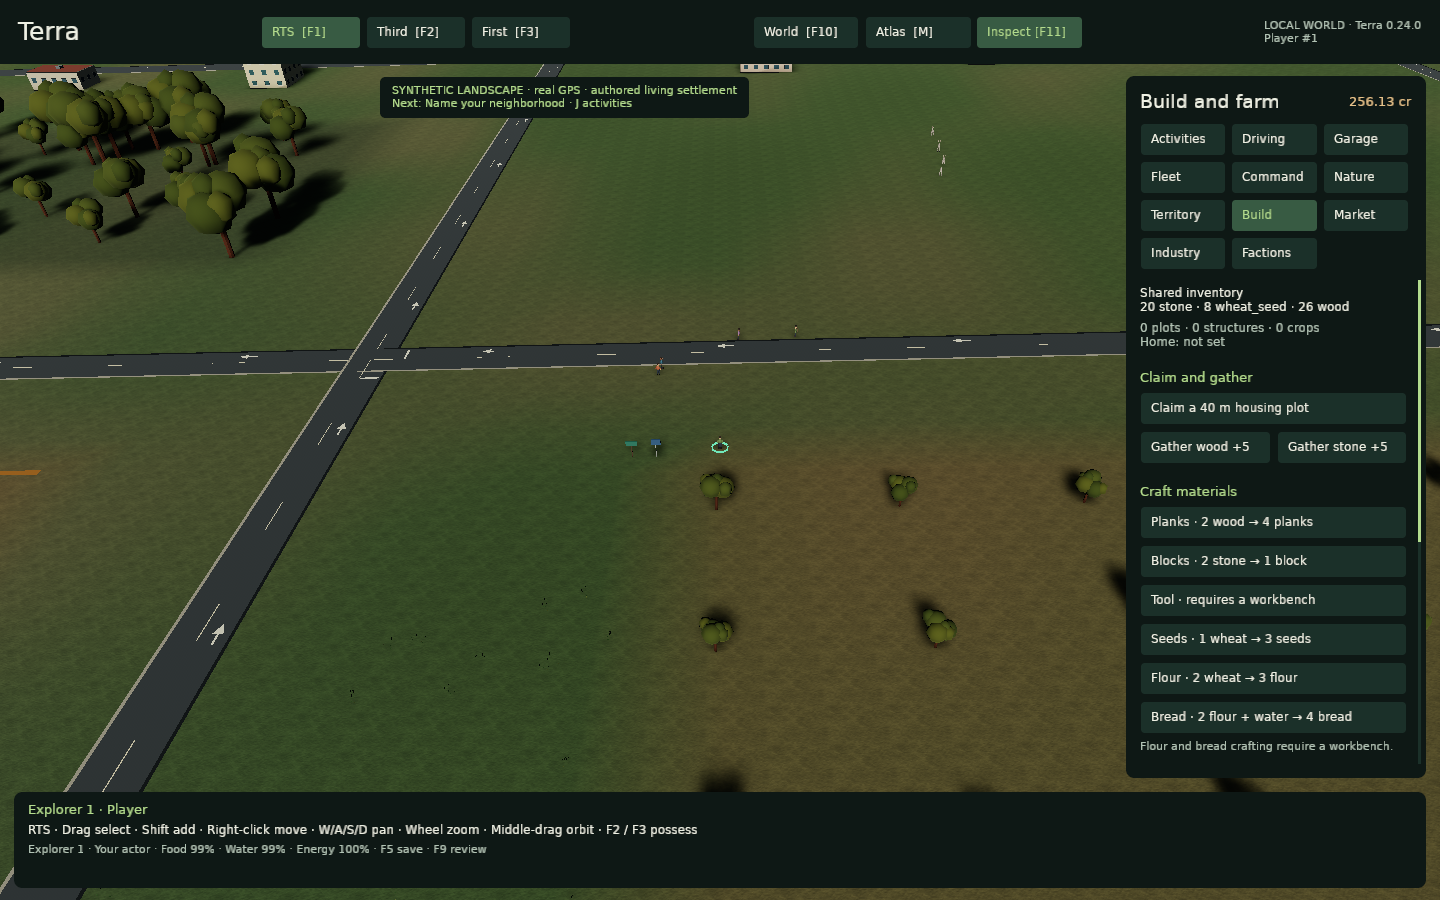 Terra
RTS [F1]
Third [F2]
First [F3]
World [F10]
Atlas [M]
Inspect [F11]
LOCAL WORLD · Terra 0.24.0
Player #1
SYNTHETIC LANDSCAPE · real GPS · authored living settlement
Next: Name your neighborhood · J activities
Build and farm
256.13 cr
Activities
Driving
Garage
Fleet
Command
Nature
Territory
Build
Market
Industry
Factions
Shared inventory
20 stone · 8 wheat_seed · 26 wood
0 plots · 0 structures · 0 crops
Home: not set
Claim and gather
Claim a 40 m housing plot
Gather wood +5
Gather stone +5
Craft materials
Planks · 2 wood → 4 planks
Blocks · 2 stone → 1 block
Tool · requires a workbench
Seeds · 1 wheat → 3 seeds
Flour · 2 wheat → 3 flour
Bread · 2 flour + water → 4 bread
Flour and bread crafting require a workbench.
Explorer 1 · Player
RTS · Drag select · Shift add · Right-click move · W/A/S/D pan · Wheel zoom · Middle-drag orbit · F2 / F3 possess
Explorer 1 · Your actor · Food 99% · Water 99% · Energy 100% · F5 save · F9 review